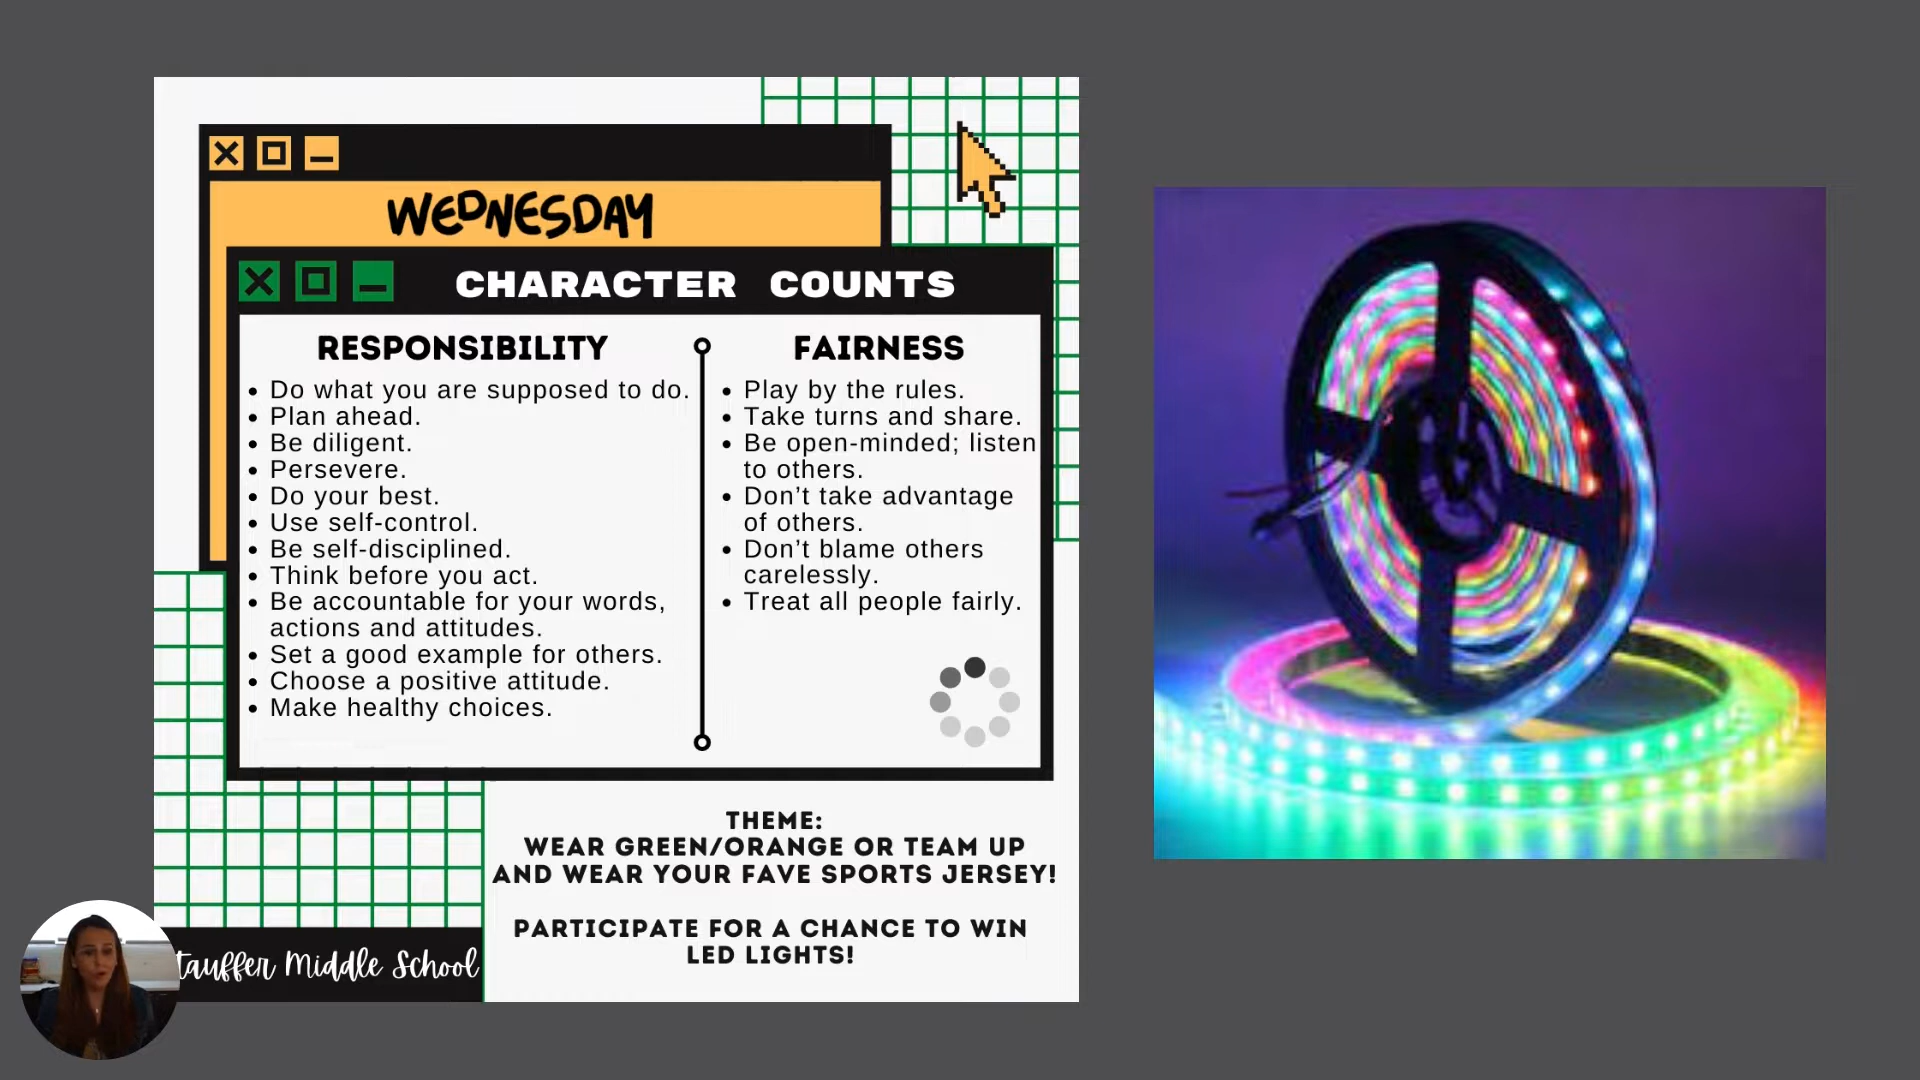 WEDNESDAY
CHARACTER COUNTS
RESPONSIBILITY
• Do what you are supposed to do.
• Plan ahead.
• Be diligent.
• Persevere.
• Do your best.
• Use self-control.
• Be self-disciplined.
• Think before you act.
• Be accountable for your words,
actions and attitudes.
• Set a good example for others.
• Choose a positive attitude.
• Make healthy choices.
FAIRNESS
• Play by the rules.
• Take turns and share.
• Be open-minded; listen
to others.
• Don’t take advantage
of others.
• Don’t blame others
carelessly.
• Treat all people fairly.
THEME:
WEAR GREEN/ORANGE OR TEAM UP
AND WEAR YOUR FAVE SPORTS JERSEY!
PARTICIPATE FOR A CHANCE TO WIN
LED LIGHTS!
tauffer Middle School